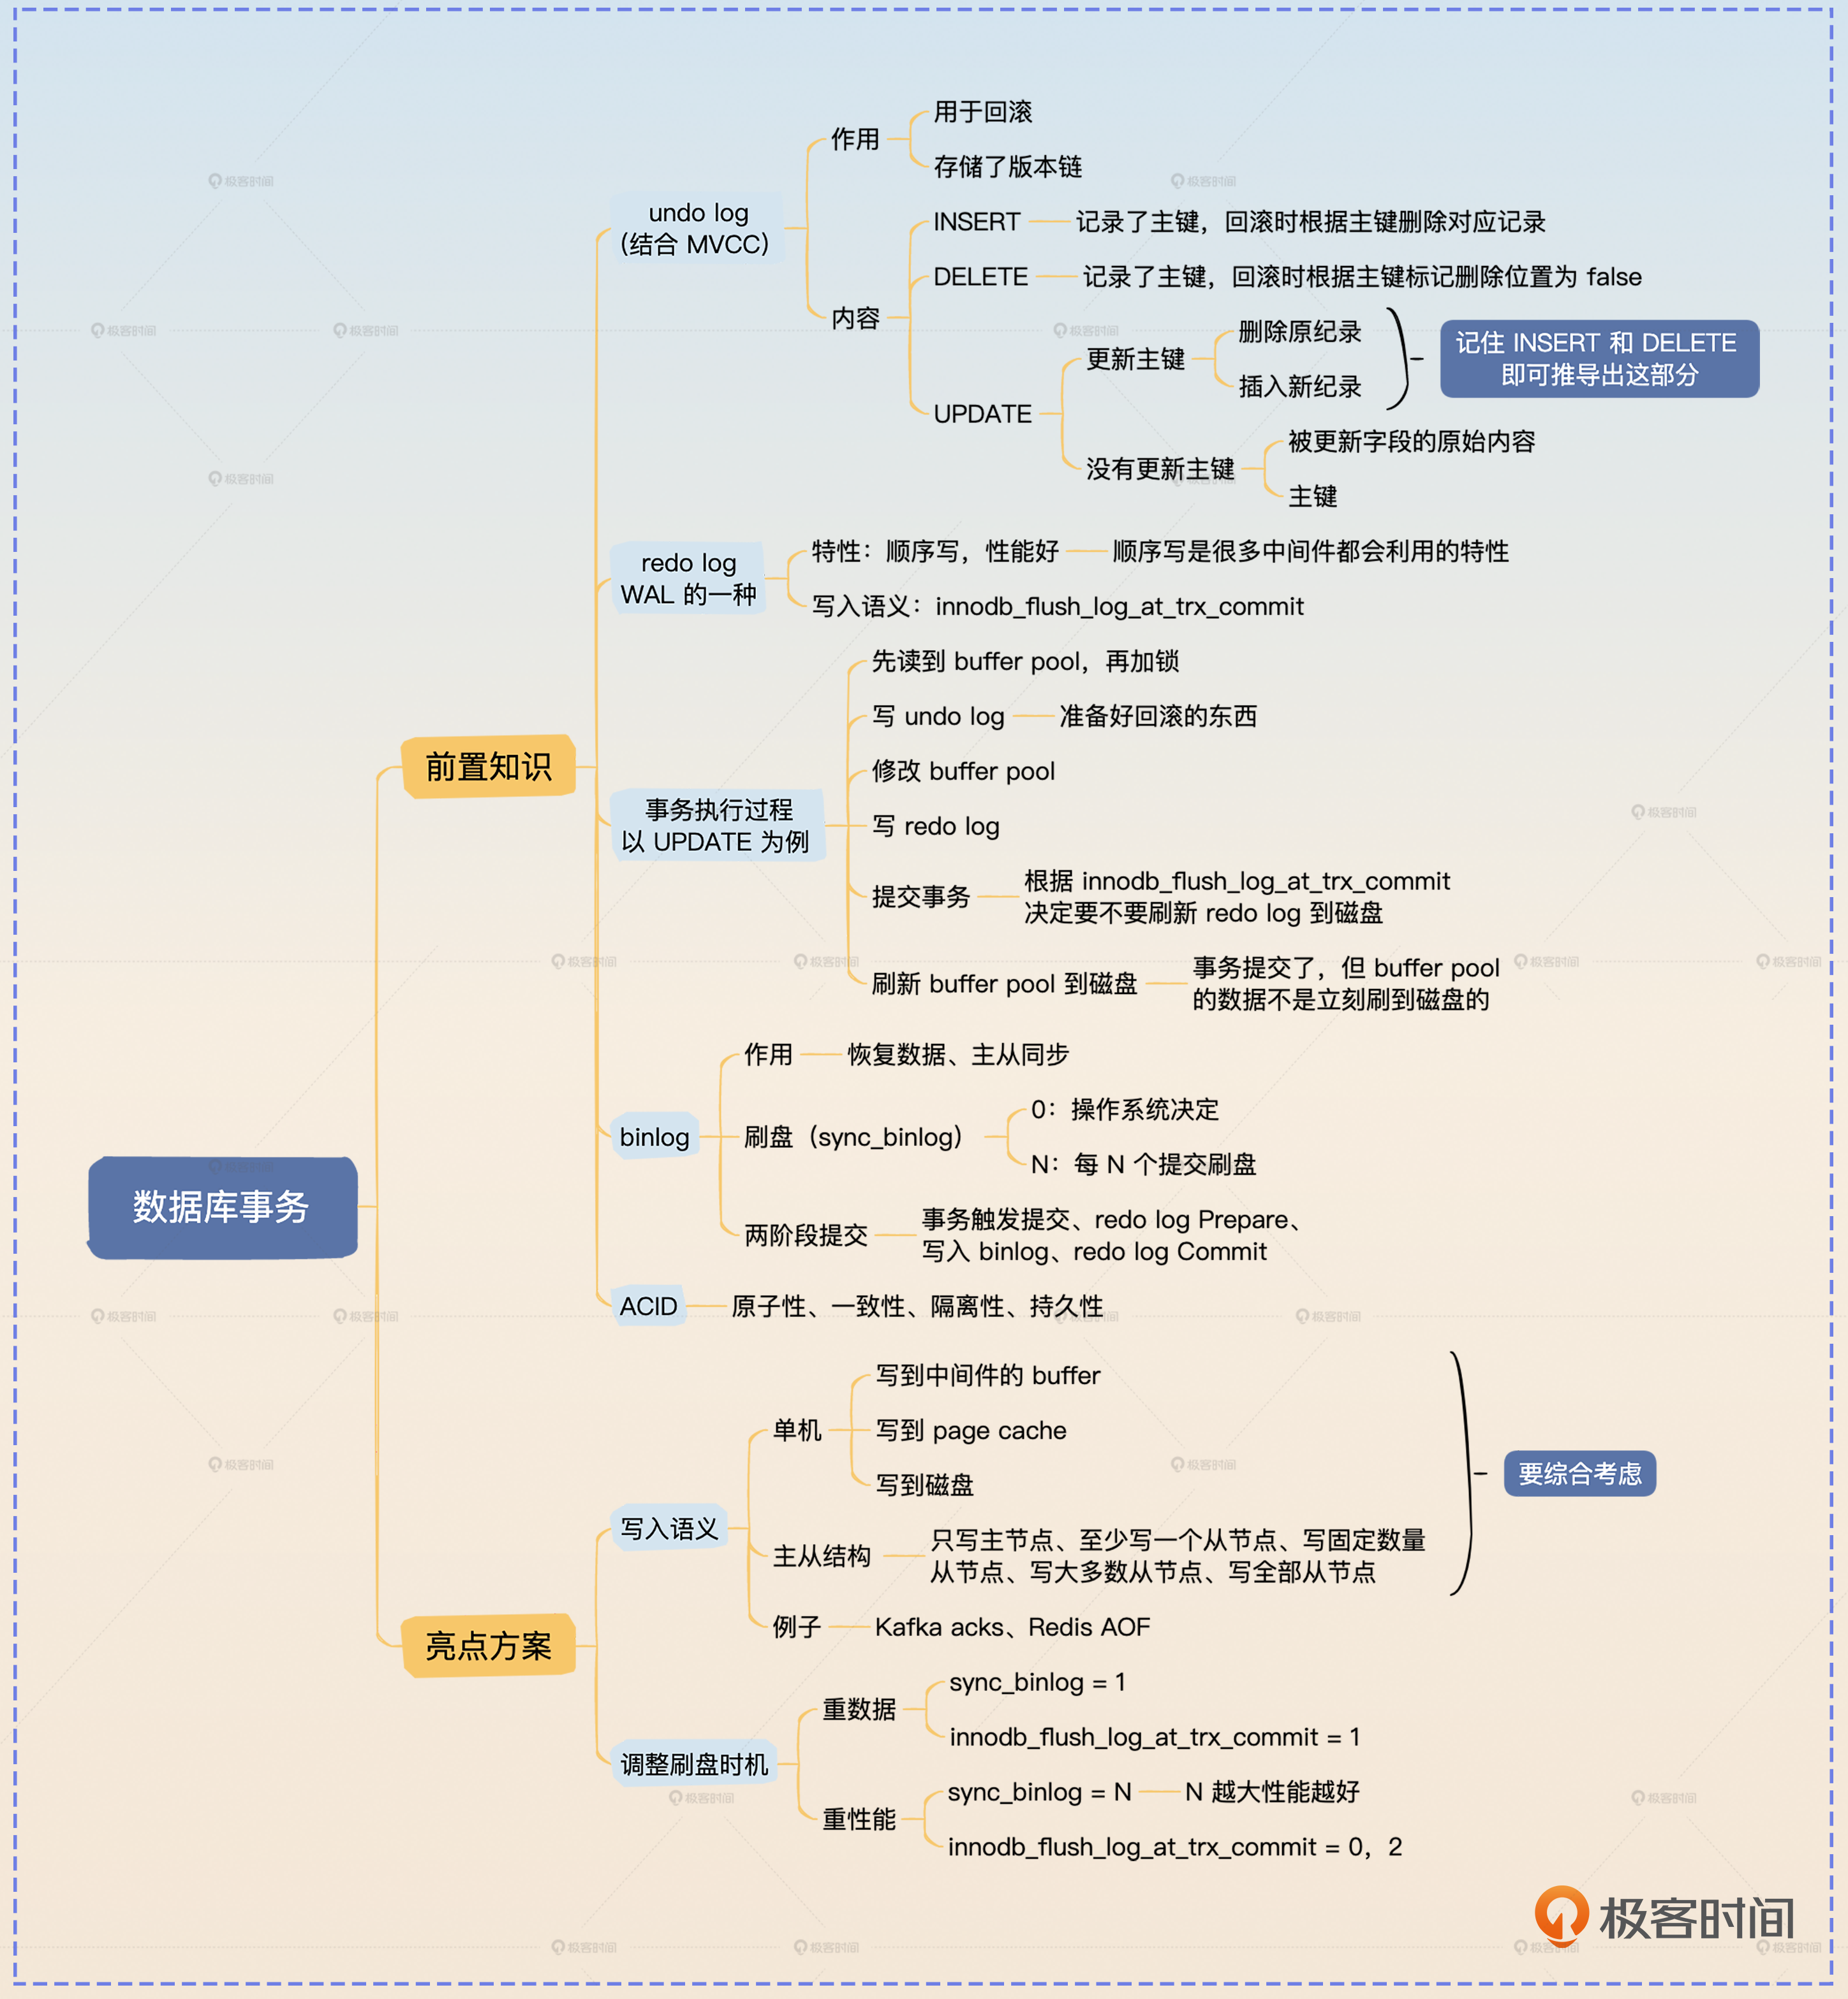 数据库事务
前置知识
undo log
(结合 MVCC)
作用
用于回滚
存储了版本链
内容
INSERT
记录了主键，回滚时根据主键删除对应记录
DELETE
记录了主键，回滚时根据主键标记删除位置为 false
UPDATE
更新主键
删除原纪录
插入新纪录
记住 INSERT 和 DELETE
即可推导出这部分
没有更新主键
被更新字段的原始内容
主键
redo log
WAL 的一种
特性：顺序写，性能好
顺序写是很多中间件都会利用的特性
写入语义：innodb_flush_log_at_trx_commit
事务执行过程
以 UPDATE 为例
先读到 buffer pool，再加锁
写 undo log
准备好回滚的东西
修改 buffer pool
写 redo log
提交事务
根据 innodb_flush_log_at_trx_commit
决定要不要刷新 redo log 到磁盘
刷新 buffer pool 到磁盘
事务提交了，但 buffer pool
的数据不是立刻刷到磁盘的
binlog
作用
恢复数据、主从同步
刷盘（sync_binlog）
0：操作系统决定
N：每 N 个提交刷盘
两阶段提交
事务触发提交、redo log Prepare、
写入 binlog、redo log Commit
ACID
原子性、一致性、隔离性、持久性
亮点方案
写入语义
单机
写到中间件的 buffer
写到 page cache
写到磁盘
主从结构
只写主节点、至少写一个从节点、写固定数量
从节点、写大多数从节点、写全部从节点
要综合考虑
例子
Kafka acks、Redis AOF
调整刷盘时机
重数据
sync_binlog = 1
innodb_flush_log_at_trx_commit = 1
重性能
sync_binlog = N
N 越大性能越好
innodb_flush_log_at_trx_commit = 0，2
极客时间